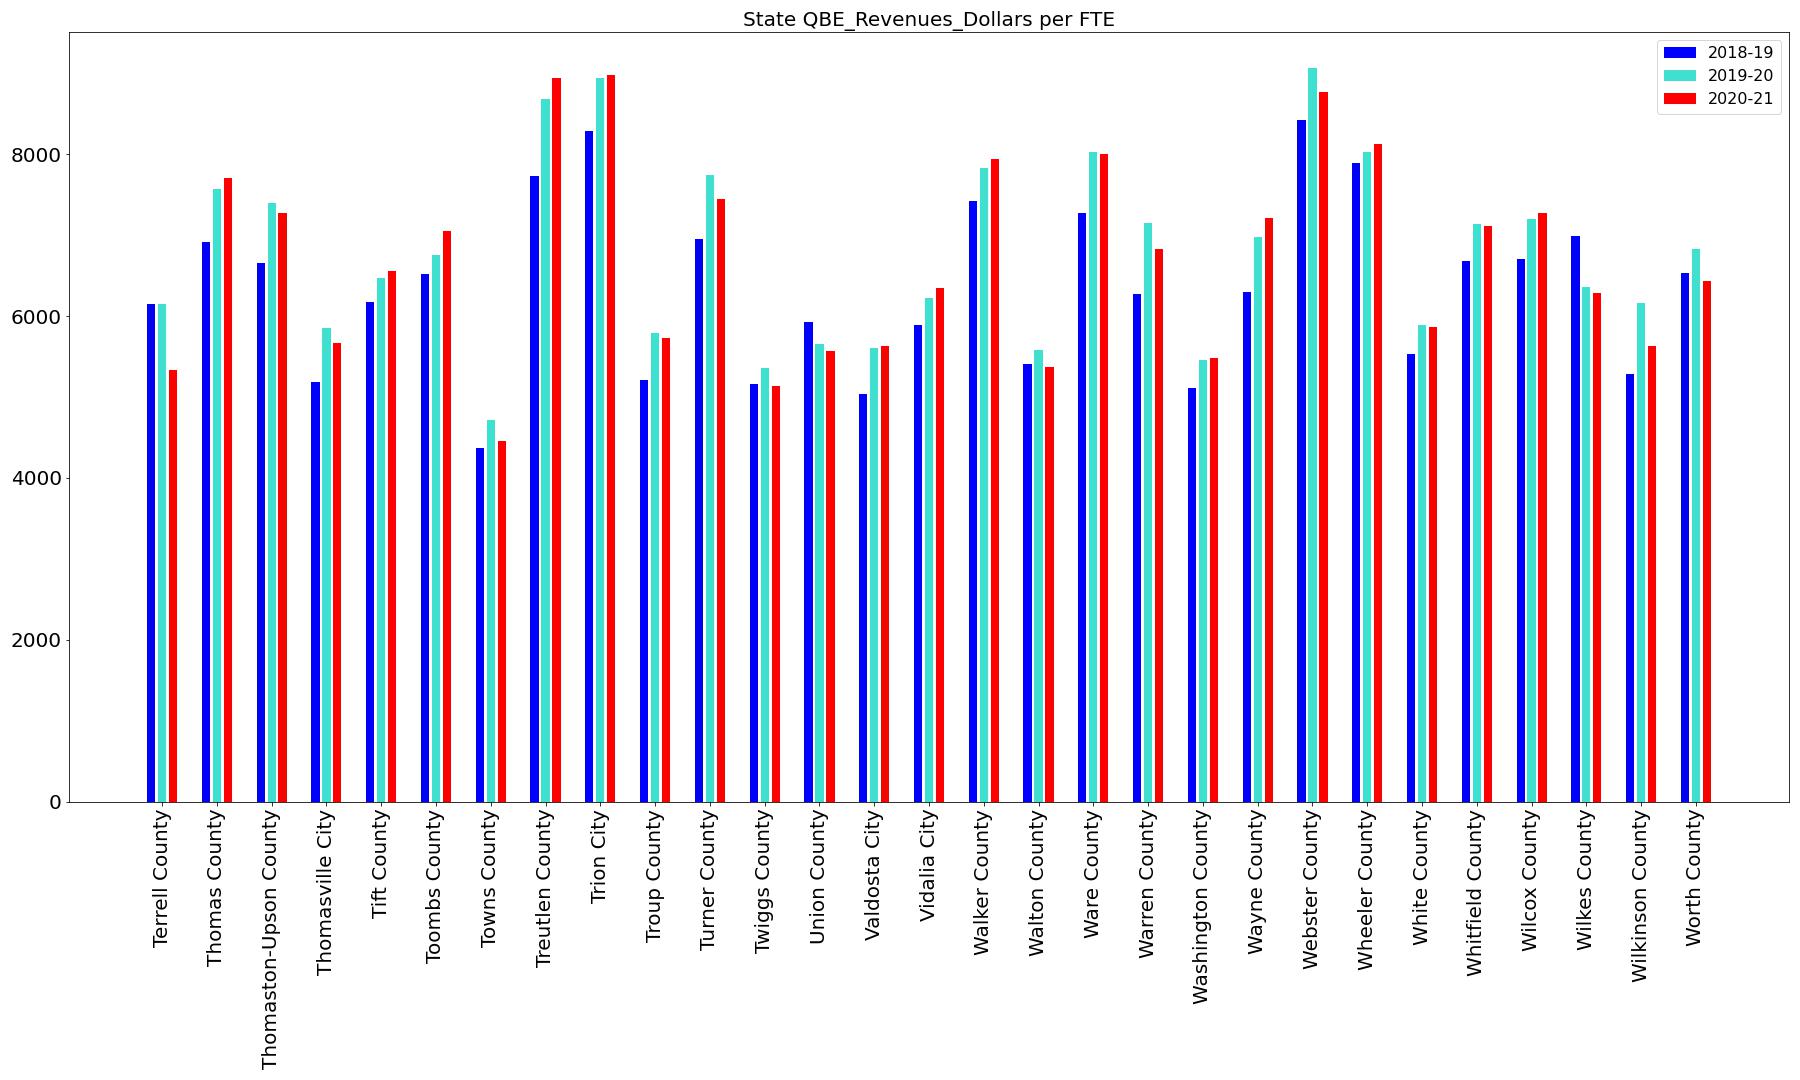 State QBE_Revenues_Dollars per FTE
2018-19
2019-20
2020-21
8000
6000
4000
2000
0
Terrell County
Thomas County
Thomaston-Upson County
Thomasville City
Tift County
Toombs County
Towns County
Treutlen County
Trion City
Troup County
Turner County
Twiggs County
Union County
Valdosta City
Vidalia City
Walker County
Walton County
Ware County
Warren County
Washington County
Wayne County
Webster County
Wheeler County
White County
Whitfield County
Wilcox County
Wilkes County
Wilkinson County
Worth County